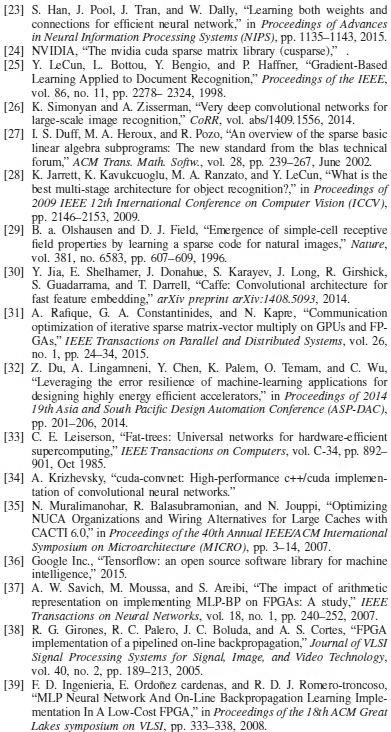 [23] S. Han, J. Pool, J. Tran, and W. Dally, “Learning both weights and
connections for efficient neural network,” in Proceedings of Advances
in Neural Information Processing Systems (NIPS), pp. 1135–1143, 2015.
[24] NVIDIA, “The nvidia cuda sparse matrix library (cusparse),” .
[25] Y. LeCun, L. Bottou, Y. Bengio, and P. Haffner, “Gradient-Based
Learning Applied to Document Recognition,” Proceedings of the IEEE,
vol. 86, no. 11, pp. 2278– 2324, 1998.
[26] K. Simonyan and A. Zisserman, “Very deep convolutional networks for
large-scale image recognition,” CoRR, vol. abs/1409.1556, 2014.
[27] I. S. Duff, M. A. Heroux, and R. Pozo, “An overview of the sparse basic
linear algebra subprograms: The new standard from the blas technical
forum,” ACM Trans. Math. Softw., vol. 28, pp. 239–267, June 2002.
[28] K. Jarrett, K. Kavukcuoglu, M. A. Ranzato, and Y. LeCun, “What is the
best multi-stage architecture for object recognition?,” in Proceedings of
2009 IEEE 12th International Conference on Computer Vision (ICCV),
pp. 2146–2153, 2009.
[29] B. a. Olshausen and D. J. Field, “Emergence of simple-cell receptive
field properties by learning a sparse code for natural images,” Nature,
vol. 381, no. 6583, pp. 607–609, 1996.
[30] Y. Jia, E. Shelhamer, J. Donahue, S. Karayev, J. Long, R. Girshick,
S. Guadarrama, and T. Darrell, “Caffe: Convolutional architecture for
fast feature embedding,” arXiv preprint arXiv:1408.5093, 2014.
[31] A. Rafique, G. A. Constantinides, and N. Kapre, “Communication
optimization of iterative sparse matrix-vector multiply on GPUs and FP-
GAs,” IEEE Transactions on Parallel and Distributed Systems, vol. 26,
no. 1, pp. 24–34, 2015.
[32] Z. Du, A. Lingamneni, Y. Chen, K. Palem, O. Temam, and C. Wu,
“Leveraging the error resilience of machine-learning applications for
designing highly energy efficient accelerators,” in Proceedings of 2014
19th Asia and South Pacific Design Automation Conference (ASP-DAC),
pp. 201–206, 2014.
[33] C. E. Leiserson, “Fat-trees: Universal networks for hardware-efficient
supercomputing,” IEEE Transactions on Computers, vol. C-34, pp. 892–
901, Oct 1985.
[34] A. Krizhevsky, “cuda-convnet: High-performance c++/cuda implemen-
tation of convolutional neural networks.”
[35] N. Muralimanohar, R. Balasubramonian, and N. Jouppi, “Optimizing
NUCA Organizations and Wiring Alternatives for Large Caches with
CACTI 6.0,” in Proceedings of the 40th Annual IEEE/ACM International
Symposium on Microarchitecture (MICRO), pp. 3–14, 2007.
[36] Google Inc., “Tensorflow: an open source software library for machine
intelligence,” 2015.
[37] A. W. Savich, M. Moussa, and S. Areibi, “The impact of arithmetic
representation on implementing MLP-BP on FPGAs: A study,” IEEE
Transactions on Neural Networks, vol. 18, no. 1, pp. 240–252, 2007.
[38] R. G. Girones, R. C. Palero, J. C. Boluda, and A. S. Cortes, “FPGA
implementation of a pipelined on-line backpropagation,” Journal of VLSI
Signal Processing Systems for Signal, Image, and Video Technology,
vol. 40, no. 2, pp. 189–213, 2005.
[39] F. D. Ingenieria, E. Ordoñez cardenas, and R. D. J. Romero-troncoso,
“MLP Neural Network And On-Line Backpropagation Learning Imple-
mentation In A Low-Cost FPGA,” in Proceedings of the 18th ACM Great
Lakes symposium on VLSI, pp. 333–338, 2008.